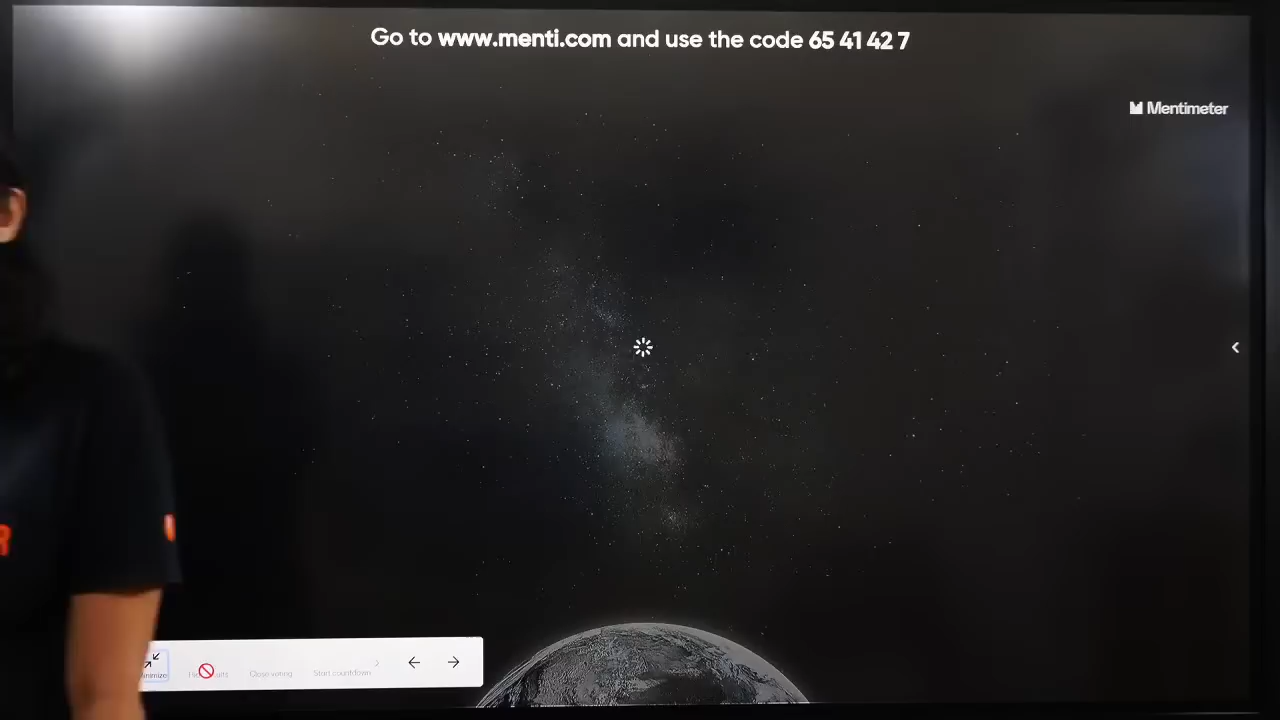 Go to www.menti.com and use the code 65 41 42 7
Mentimeter
R
Close voting
Start countdown